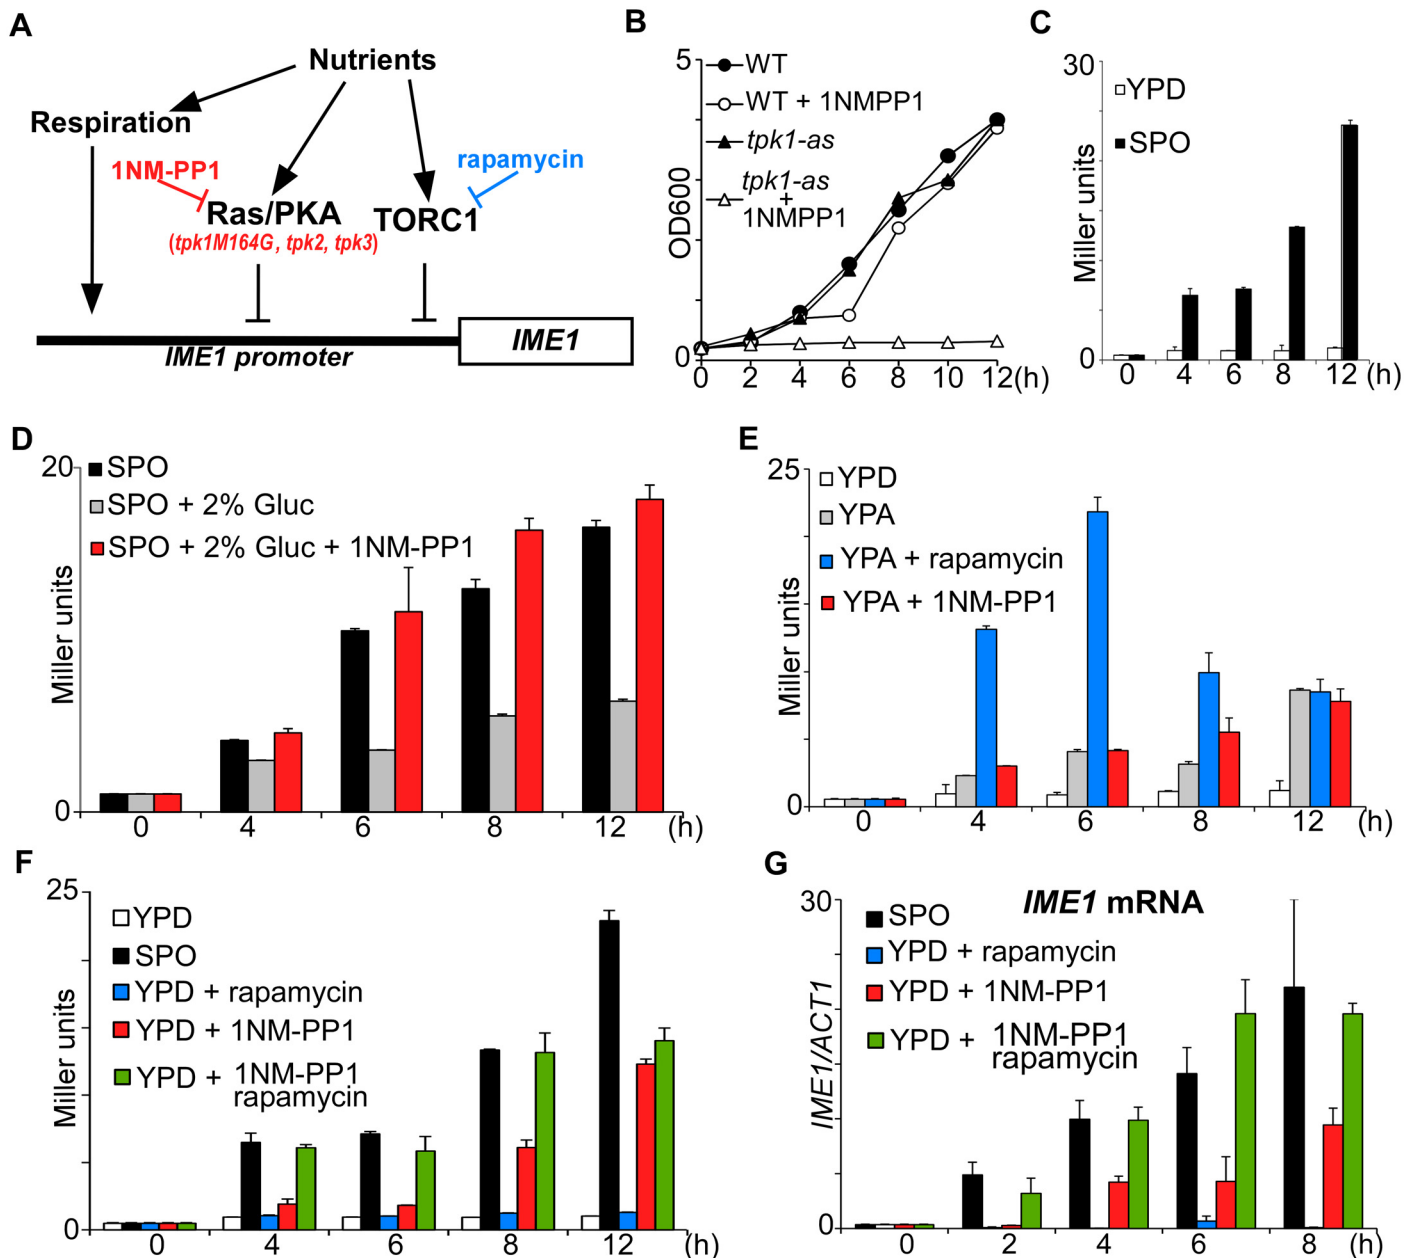 A
Nutrients
Respiration
1NM-PP1
rapamycin
Ras/PKA
TORC1
(tpk1M164G, tpk2, tpk3)
IME1 promoter
IME1
B
5
WT
WT + 1NMPP1
tpk1-as
tpk1-as
+
1NMPP1
OD600
0
0 2 4 6 8 10 12 (h)
C
30
YPD
SPO
Miller units
0
0 4 6 8 12 (h)
D
20
SPO
SPO + 2% Gluc
SPO + 2% Gluc + 1NM-PP1
Miller units
0
0 4 6 8 12 (h)
E
25
YPD
YPA
YPA + rapamycin
YPA + 1NM-PP1
Miller units
0
0 4 6 8 12 (h)
F
25
YPD
SPO
YPD + rapamycin
YPD + 1NM-PP1
YPD + 1NM-PP1
rapamycin
Miller units
0
0 4 6 8 12 (h)
G
IME1 mRNA
30
SPO
YPD + rapamycin
YPD + 1NM-PP1
YPD + 1NM-PP1
rapamycin
IME1/ACT1
0
0 2 4 6 8 (h)